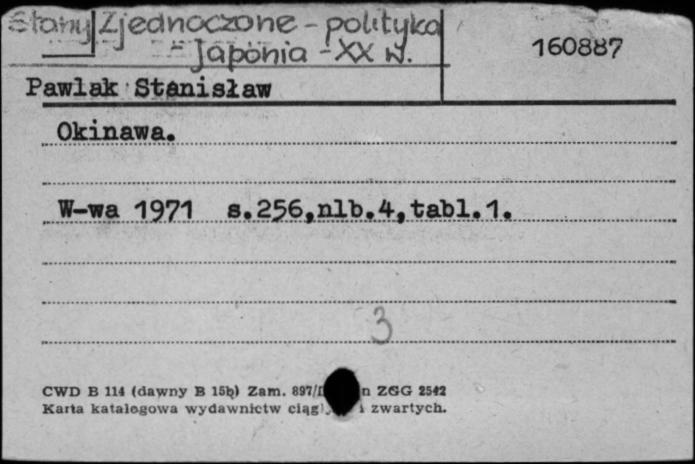 Stany Zjednoczone - polityka
- Japonia - XX w.
160887
Pawlak Stanisław
Okinawa.
W-wa 1971 s.256,nlb.4,tabl.1.
3
CWD B 114 (dawny B 15b) Zam. 897/ ZGG 2542
Karta katalogowa wydawnictw i zwartych.